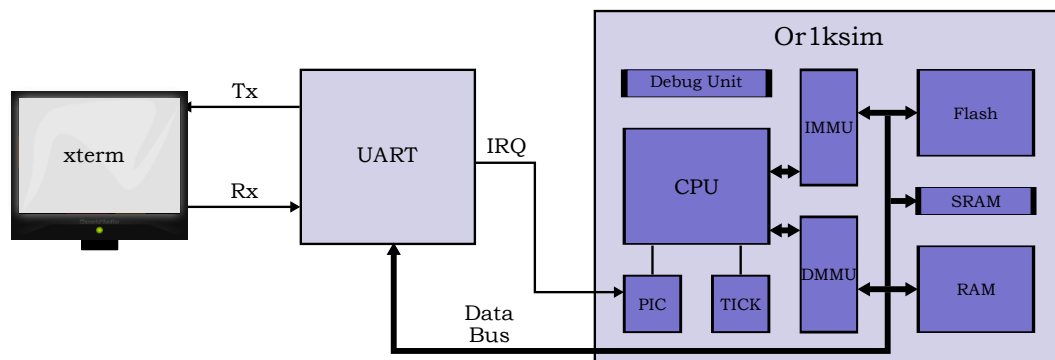 Or1ksim
Debug Unit
Tx
IMMU
Flash
xterm
UART
IRQ
CPU
Rx
SRAM
DMMU
PIC
TICK
RAM
Data
Bus